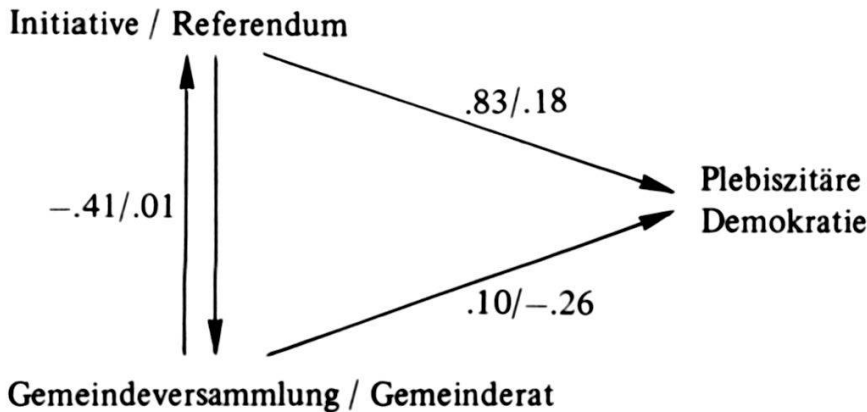 Initiative / Referendum
.83/.18
Plebiszitäre
−.41/.01
Demokratie
.10/−.26
Gemeindeversammlung / Gemeinderat